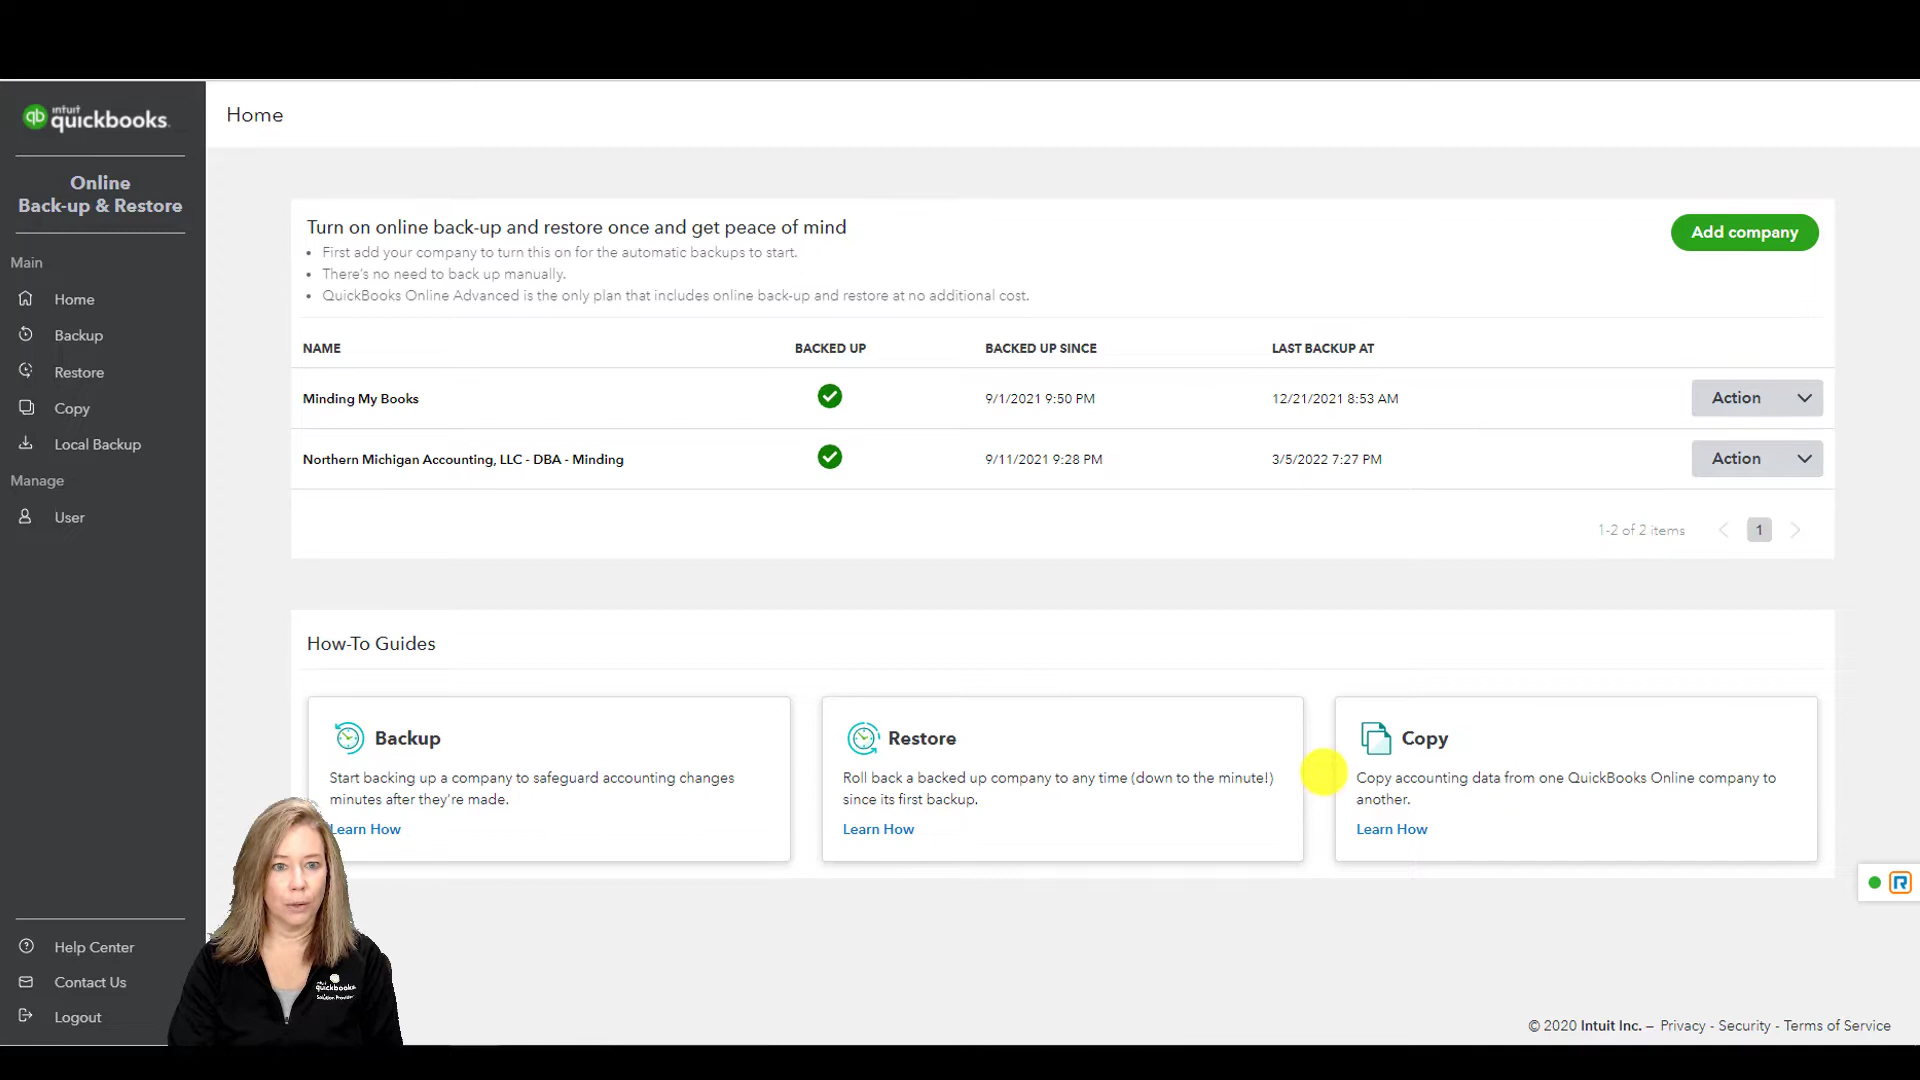 intuit
quickbooks.
Online
Back-up & Restore
Main
Home
Backup
Restore
Copy
Local Backup
Manage
User
Help Center
Contact Us
Logout
Home
Turn on online back-up and restore once and get peace of mind
Add company
• First add your company to turn this on for the automatic backups to start.
• There's no need to back up manually.
• QuickBooks Online Advanced is the only plan that includes online back-up and restore at no additional cost.
NAME BACKED UP BACKED UP SINCE LAST BACKUP AT
Minding My Books 9/1/2021 9:50 PM 12/21/2021 8:53 AM Action
Northern Michigan Accounting, LLC - DBA - Minding 9/11/2021 9:28 PM 3/5/2022 7:27 PM Action
1-2 of 2 items 1
How-To Guides
Backup
Start backing up a company to safeguard accounting changes
minutes after they're made.
Learn How
Restore
Roll back a backed up company to any time (down to the minute!)
since its first backup.
Learn How
Copy
Copy accounting data from one QuickBooks Online company to
another.
Learn How
intuit
quickbooks.
Solution Provider
© 2020 Intuit Inc. – Privacy - Security - Terms of Service